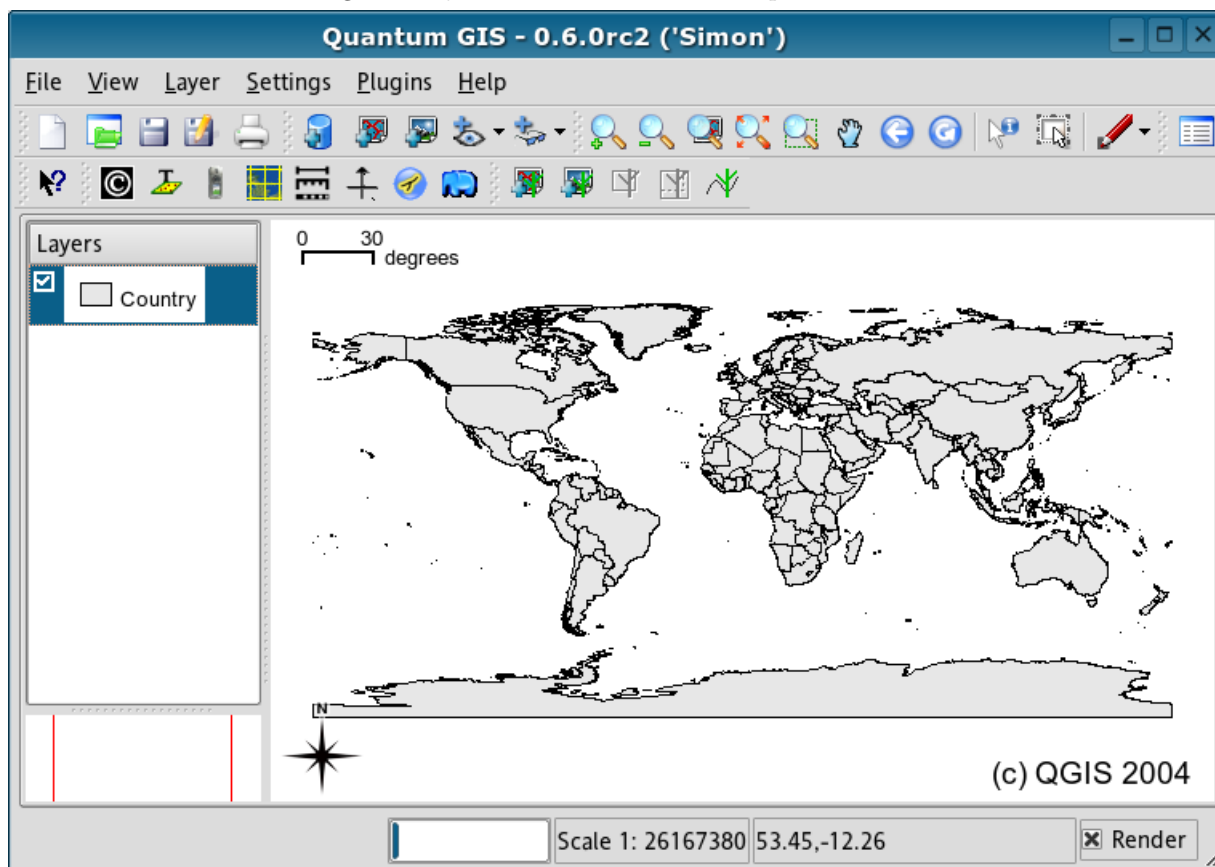 Quantum GIS - 0.6.0rc2 ('Simon')
File View Layer Settings Plugins Help
Layers
Country
0 30
degrees
N
(c) QGIS 2004
Scale 1: 26167380 53.45,-12.26 Render